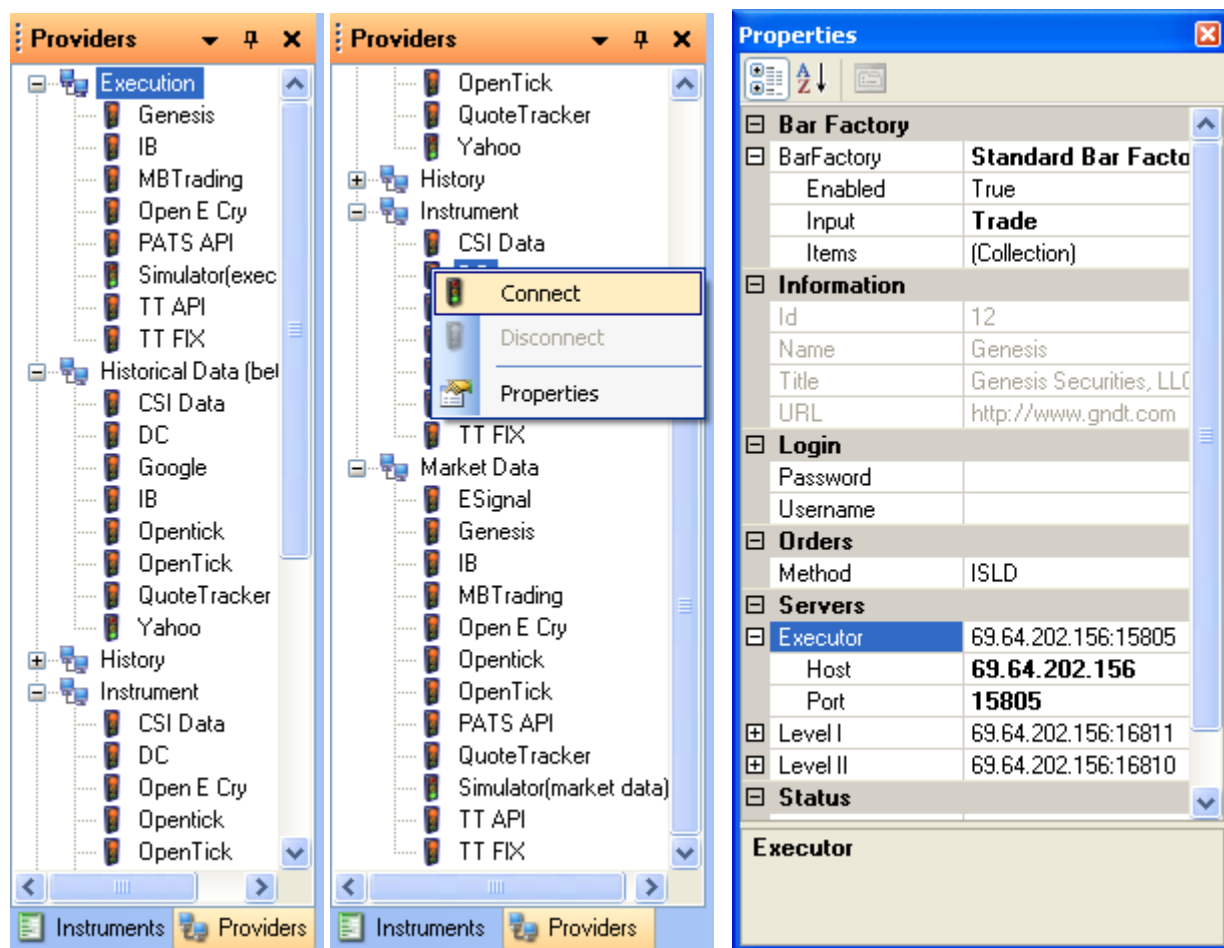 Providers
Execution
Genesis
IB
MBTrading
Open E Cry
PATS API
Simulator(exec
TT API
TT FIX
Historical Data (bet
CSI Data
DC
Google
IB
Opentick
OpenTick
QuoteTracker
Yahoo
History
Instrument
CSI Data
DC
Open E Cry
Opentick
OpenTick
Instruments Providers
Providers
OpenTick
QuoteTracker
Yahoo
History
Instrument
CSI Data
Connect
Disconnect
Properties
TT FIX
Market Data
ESignal
Genesis
IB
MBTrading
Open E Cry
Opentick
OpenTick
PATS API
QuoteTracker
Simulator(market data)
TT API
TT FIX
Instruments Providers
Properties
Bar Factory
BarFactory Standard Bar Facto
Enabled True
Input Trade
Items (Collection)
Information
Id 12
Name Genesis
Title Genesis Securities, LLC
URL http://www.gndt.com
Login
Password
Username
Orders
Method ISLD
Servers
Executor 69.64.202.156:15805
Host 69.64.202.156
Port 15805
Level I 69.64.202.156:16811
Level II 69.64.202.156:16810
Status
Executor